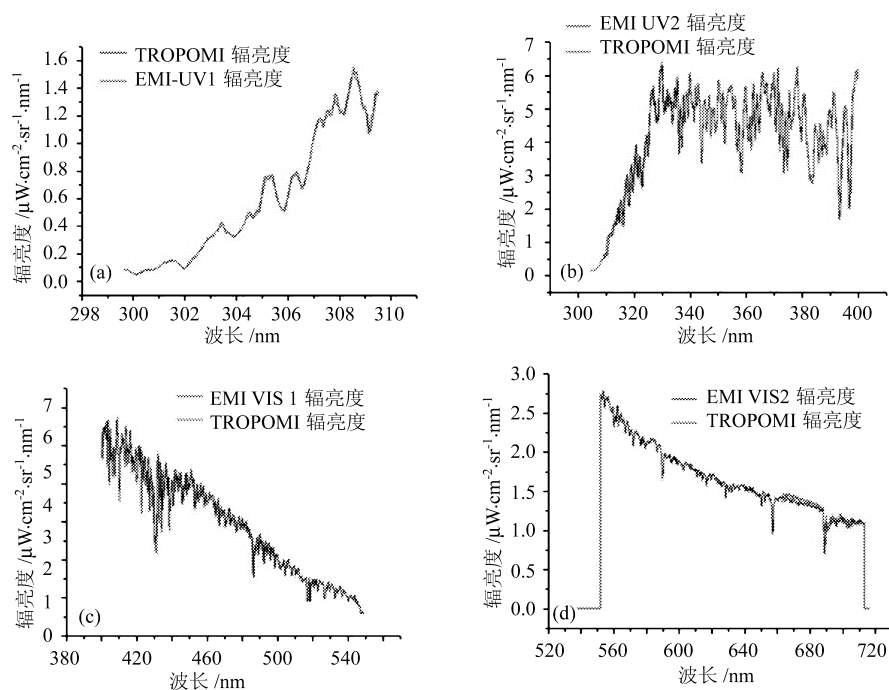 TROPOMI 辐亮度
EMI-UV1 辐亮度
辐亮度 /μW·cm-2·sr-1·nm-1
1.6
1.4
1.2
1.0
0.8
0.6
0.4
0.2
0.0
(a)
298 300 302 304 306 308 310
波长 /nm
EMI UV2 辐亮度
TROPOMI 辐亮度
辐亮度 /μW·cm-2·sr-1·nm-1
7
6
5
4
3
2
1
0
(b)
300 320 340 360 380 400
波长 /nm
EMI VIS 1 辐亮度
TROPOMI 辐亮度
辐亮度 /μW·cm-2·sr-1·nm-1
7
6
5
4
3
2
1
0
(c)
380 420 460 500 540
波长 /nm
EMI VIS2 辐亮度
TROPOMI 辐亮度
辐亮度 /μW·cm-2·sr-1·nm-1
3.0
2.5
2.0
1.5
1.0
0.0
(d)
520 560 600 640 680 720
波长 /nm